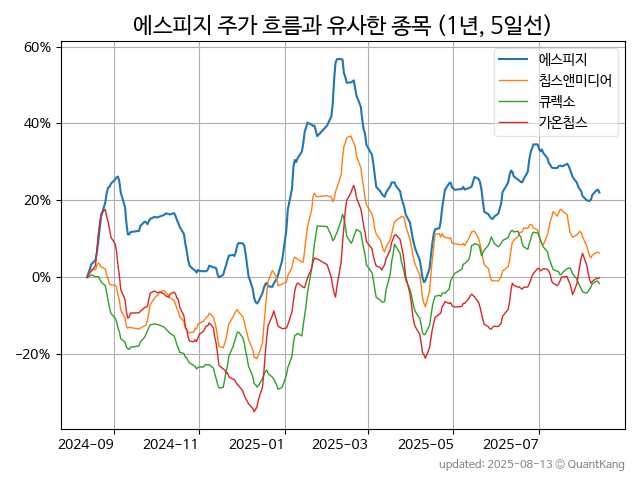 에스피지 주가 흐름과 유사한 종목 (1년, 5일선)
60%
40%
20%
0%
−20%
에스피지
칩스앤미디어
큐렉소
가온칩스
2024-09
2024-11
2025-01
2025-03
2025-05
2025-07
updated: 2025-08-13 © QuantKang